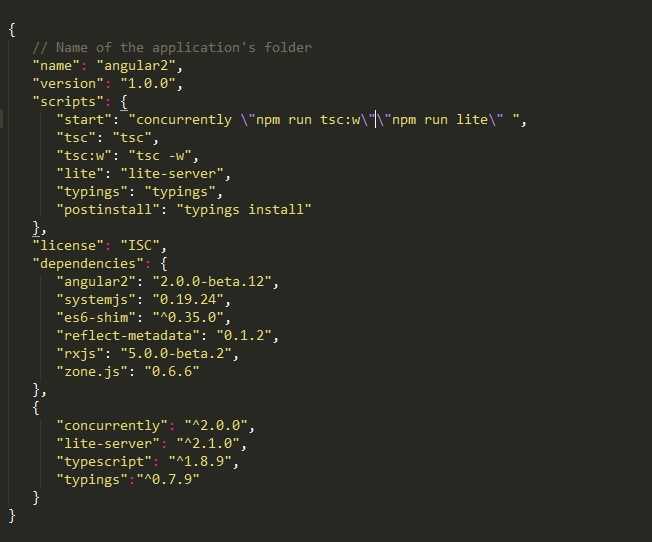 {
// Name of the application's folder
"name": "angular2",
"version": "1.0.0",
"scripts": {
"start": "concurrently \"npm run tsc:w\"\"npm run lite\" ",
"tsc": "tsc",
"tsc:w": "tsc -w",
"lite": "lite-server",
"typings": "typings",
"postinstall": "typings install"
},
"license": "ISC",
"dependencies": {
"angular2": "2.0.0-beta.12",
"systemjs": "0.19.24",
"es6-shim": "^0.35.0",
"reflect-metadata": "0.1.2",
"rxjs": "5.0.0-beta.2",
"zone.js": "0.6.6"
},
{
"concurrently": "^2.0.0",
"lite-server": "^2.1.0",
"typescript": "^1.8.9",
"typings":"^0.7.9"
}
}